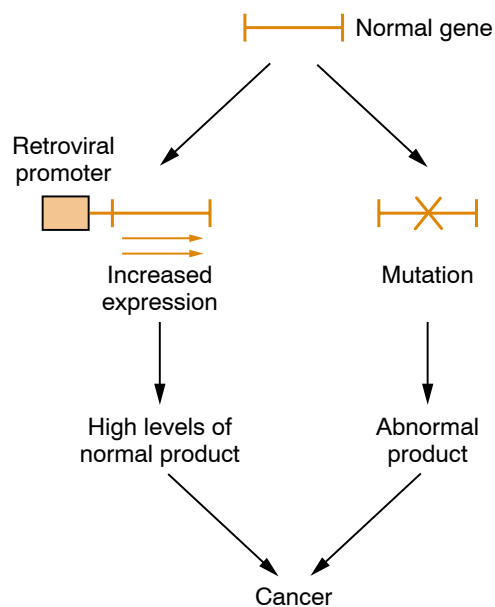 Normal gene
Retroviral
promoter
Increased
expression
Mutation
High levels of
normal product
Abnormal
product
Cancer